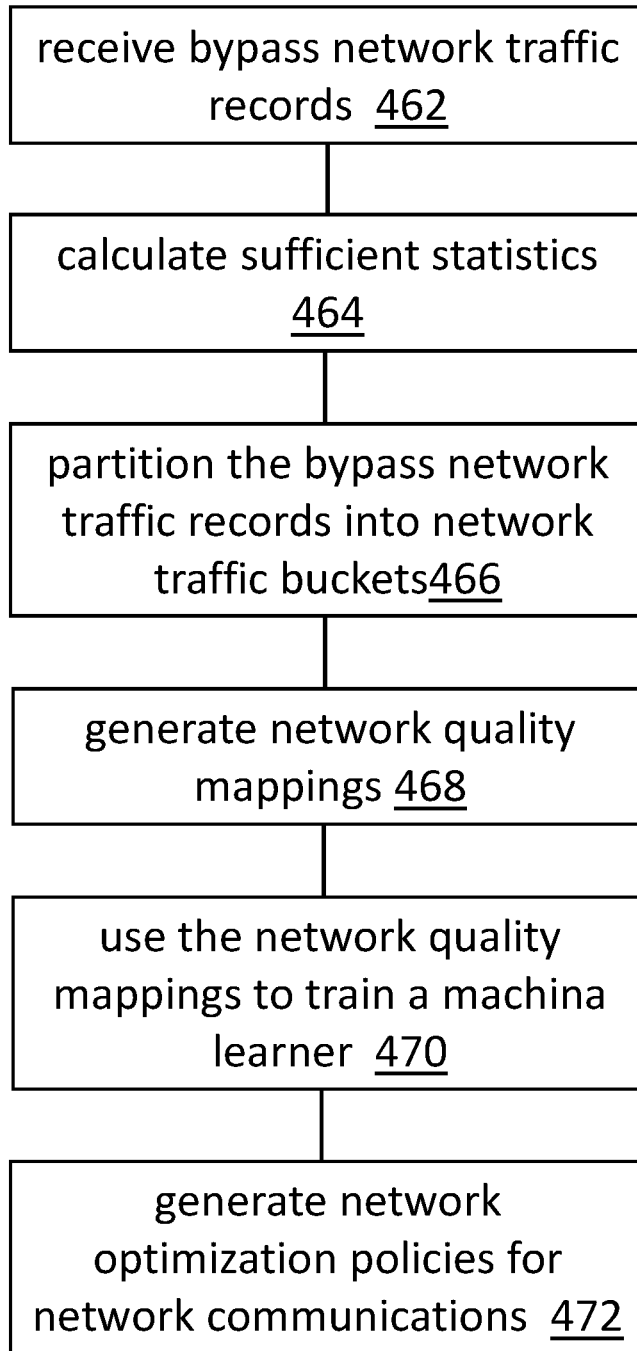 receive bypass network traffic
records 462
calculate sufficient statistics
464
partition the bypass network
traffic records into network
traffic buckets466
generate network quality
mappings 468
use the network quality
mappings to train a machina
learner 470
generate network
optimization policies for
network communications 472